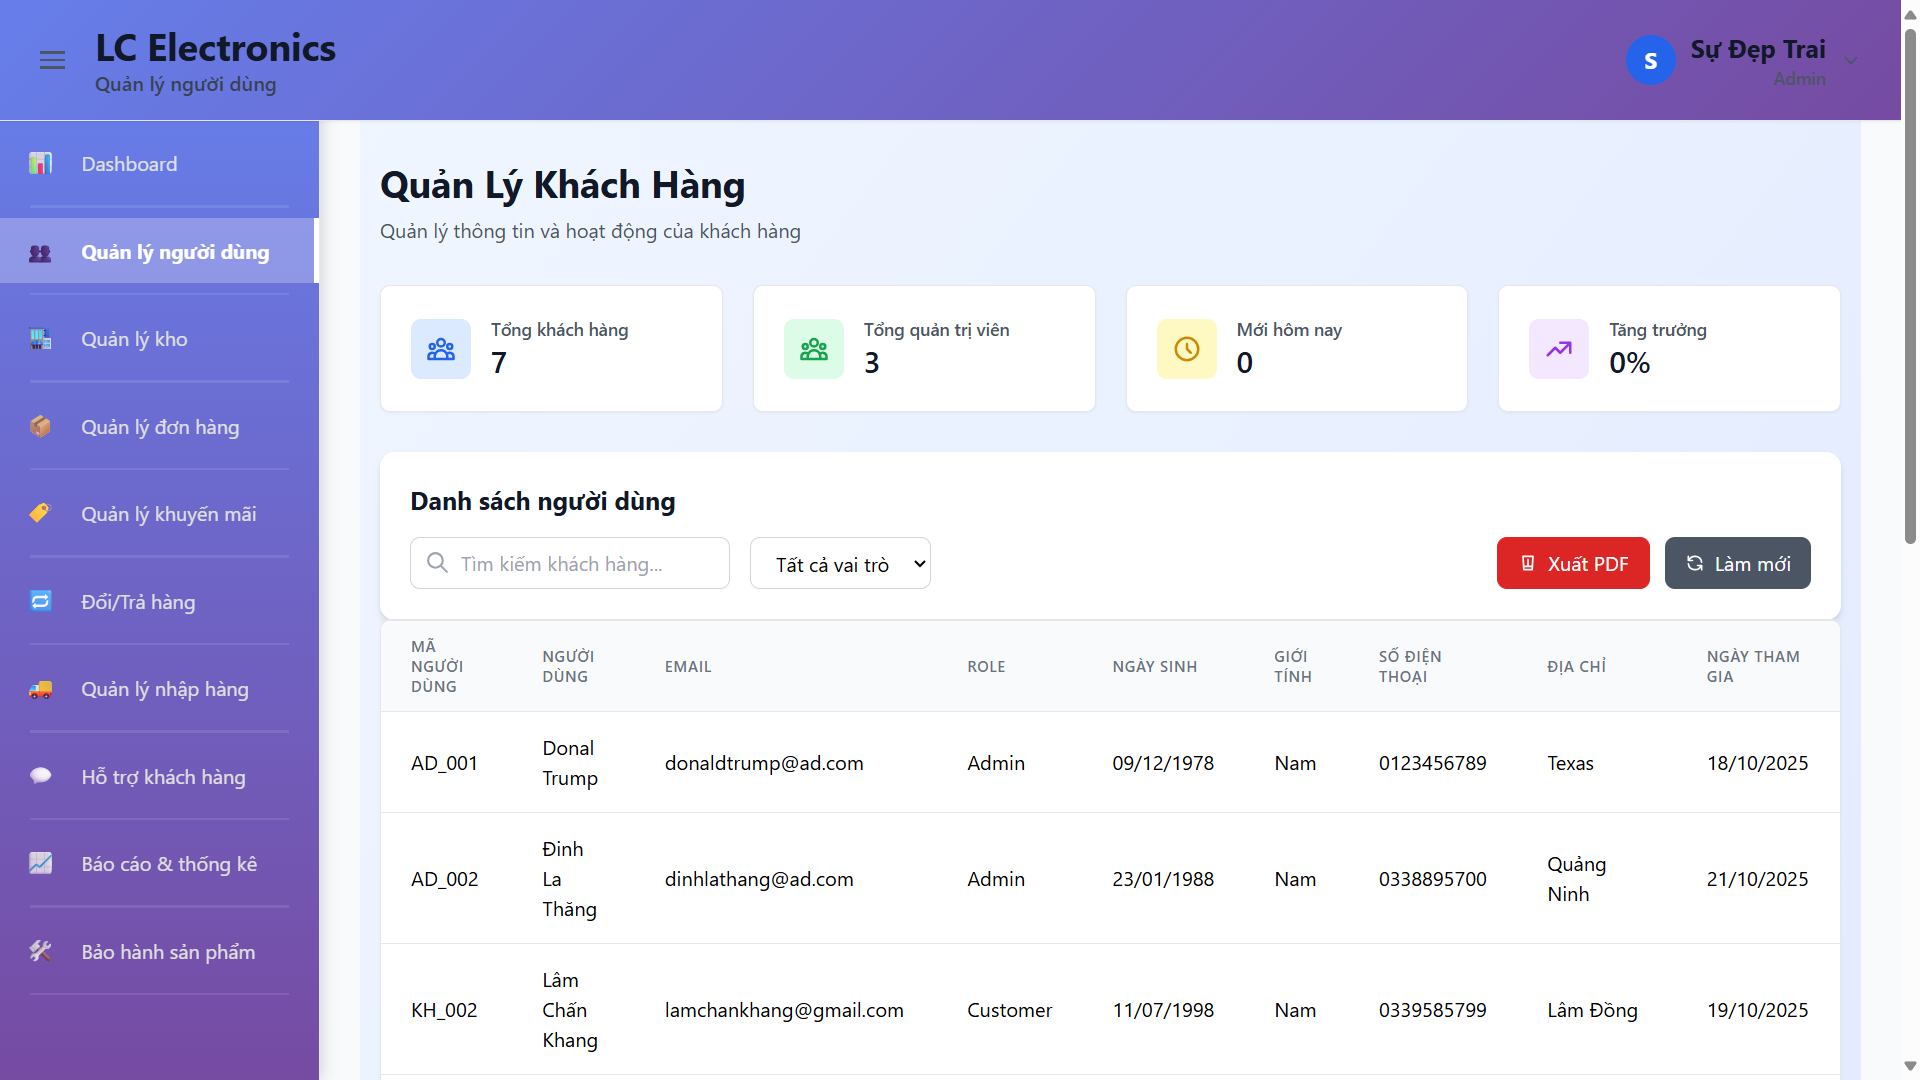 LC Electronics
Quản lý người dùng
S
Sự Đẹp Trai
Admin
Dashboard
Quản lý người dùng
Quản lý kho
Quản lý đơn hàng
Quản lý khuyến mãi
Đổi/Trả hàng
Quản lý nhập hàng
Hỗ trợ khách hàng
Báo cáo & thống kê
Bảo hành sản phẩm
Quản Lý Khách Hàng
Quản lý thông tin và hoạt động của khách hàng
Tổng khách hàng
7
Tổng quản trị viên
3
Mới hôm nay
0
Tăng trưởng
0%
Danh sách người dùng
Tìm kiếm khách hàng...
Tất cả vai trò
Xuất PDF
Làm mới
MÃ NGƯỜI DÙNG
NGƯỜI DÙNG
EMAIL
ROLE
NGÀY SINH
GIỚI TÍNH
SỐ ĐIỆN THOẠI
ĐỊA CHỈ
NGÀY THAM GIA
AD_001
Donal Trump
donaldtrump@ad.com
Admin
09/12/1978
Nam
0123456789
Texas
18/10/2025
AD_002
Đinh La Thăng
dinhlathang@ad.com
Admin
23/01/1988
Nam
0338895700
Quảng Ninh
21/10/2025
KH_002
Lâm Chấn Khang
lamchankhang@gmail.com
Customer
11/07/1998
Nam
0339585799
Lâm Đồng
19/10/2025